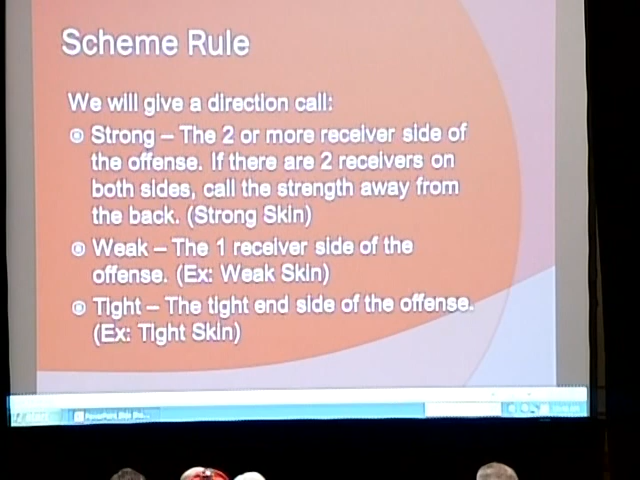 Scheme Rule
We will give a direction call:
Strong – The 2 or more receiver side of
the offense. If there are 2 receivers on
both sides, call the strength away from
the back. (Strong Skin)
Weak – The 1 receiver side of the
offense. (Ex: Weak Skin)
Tight – The tight end side of the offense.
(Ex: Tight Skin)
start